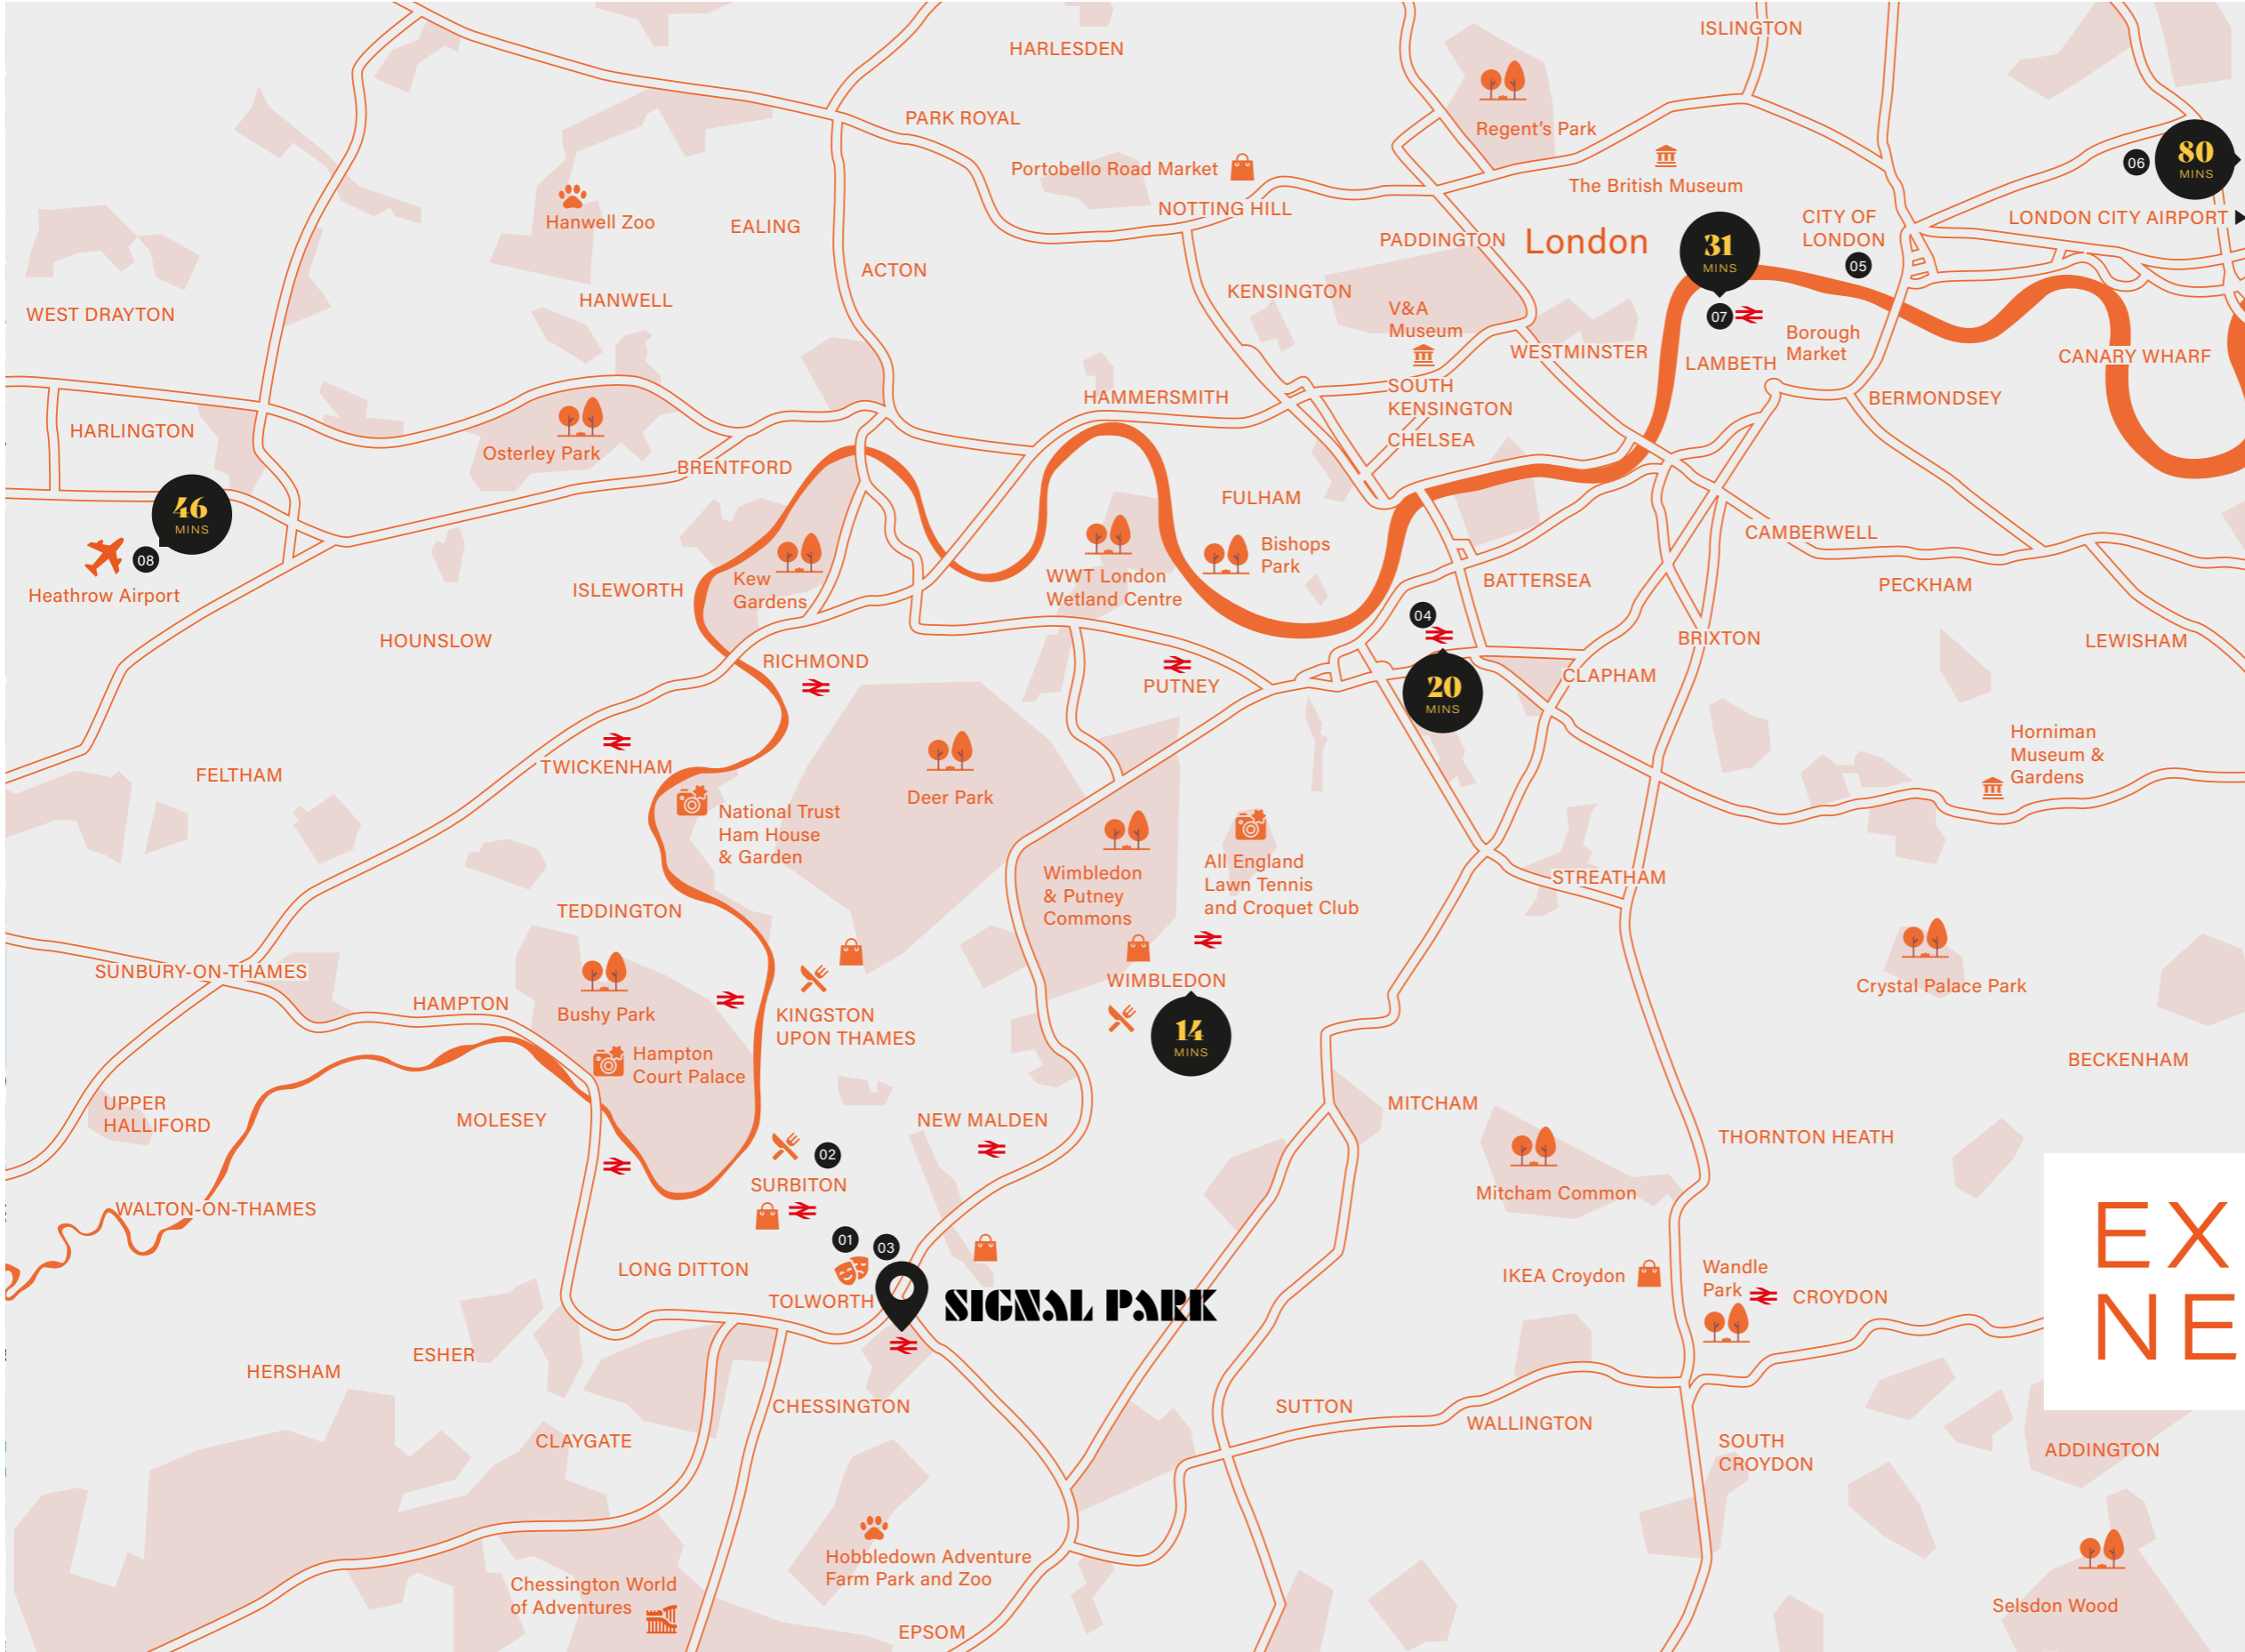 HARLESDEN
ISLINGTON
PARK ROYAL
Regent's Park
Portobello Road Market
The British Museum
06
80
MINS
Hanwell Zoo
EALING
NOTTING HILL
PADDINGTON
London
31
MINS
CITY OF
LONDON
05
LONDON CITY AIRPORT
ACTON
KENSINGTON
HANWELL
WEST DRAYTON
V&A
Museum
07
Borough
Market
WESTMINSTER
LAMBETH
CANARY WHARF
HAMMERSMITH
SOUTH
KENSINGTON
BERMONDSEY
HARLINGTON
Osterley Park
BRENTFORD
CHELSEA
FULHAM
46
MINS
08
Heathrow Airport
Bishops
Park
CAMBERWELL
ISLEWORTH
Kew
Gardens
WWT London
Wetland Centre
BATTERSEA
PECKHAM
HOUNSLOW
04
BRIXTON
LEWISHAM
RICHMOND
PUTNEY
20
MINS
CLAPHAM
FELTHAM
TWICKENHAM
Horniman
Museum &
Gardens
Deer Park
National Trust
Ham House
& Garden
Wimbledon
& Putney
Commons
All England
Lawn Tennis
and Croquet Club
STREATHAM
TEDDINGTON
SUNBURY-ON-THAMES
HAMPTON
Bushy Park
KINGSTON
UPON THAMES
WIMBLEDON
14
MINS
Crystal Palace Park
Hampton
Court Palace
BECKENHAM
UPPER
HALLIFORD
MOLESEY
NEW MALDEN
MITCHAM
THORNTON HEATH
02
SURBITON
Mitcham Common
WALTON-ON-THAMES
01
03
LONG DITTON
TOLWORTH
SIGNAL PARK
IKEA Croydon
Wandle
Park
CROYDON
EX
NE
HERSHAM
ESHER
CHESSINGTON
SUTTON
WALLINGTON
CLAYGATE
SOUTH
CROYDON
ADDINGTON
Hobbledown Adventure
Farm Park and Zoo
Chessington World
of Adventures
EPSOM
Selsdon Wood